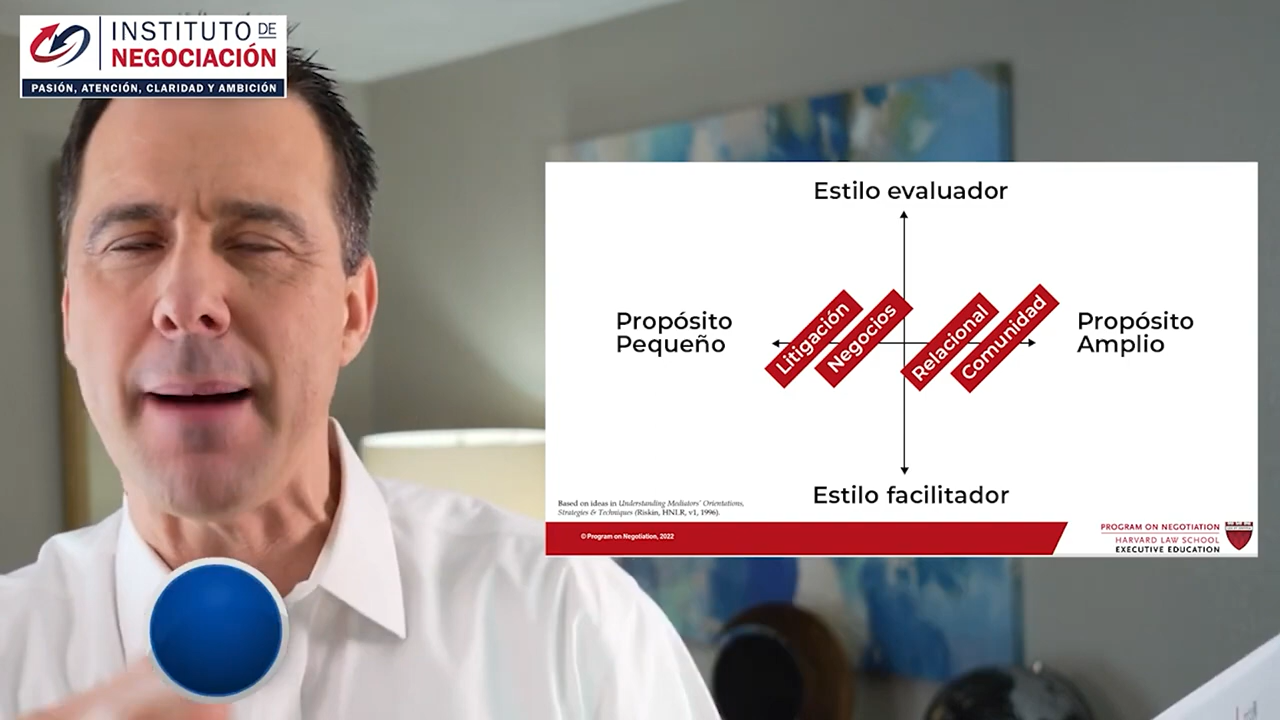 INSTITUTO DE
NEGOCIACIÓN
PASIÓN, ATENCIÓN, CLARIDAD Y AMBICIÓN
Estilo evaluador
Propósito
Pequeño
Litigación
Negocios
Relacional
Comunidad
Propósito
Amplio
Estilo facilitador
Based on ideas in Understanding Mediators' Orientations,
Strategies & Techniques (Riskin, HNLR, v1, 1996).
© Program on Negotiation, 2022
PROGRAM ON NEGOTIATION
HARVARD LAW SCHOOL
EXECUTIVE EDUCATION